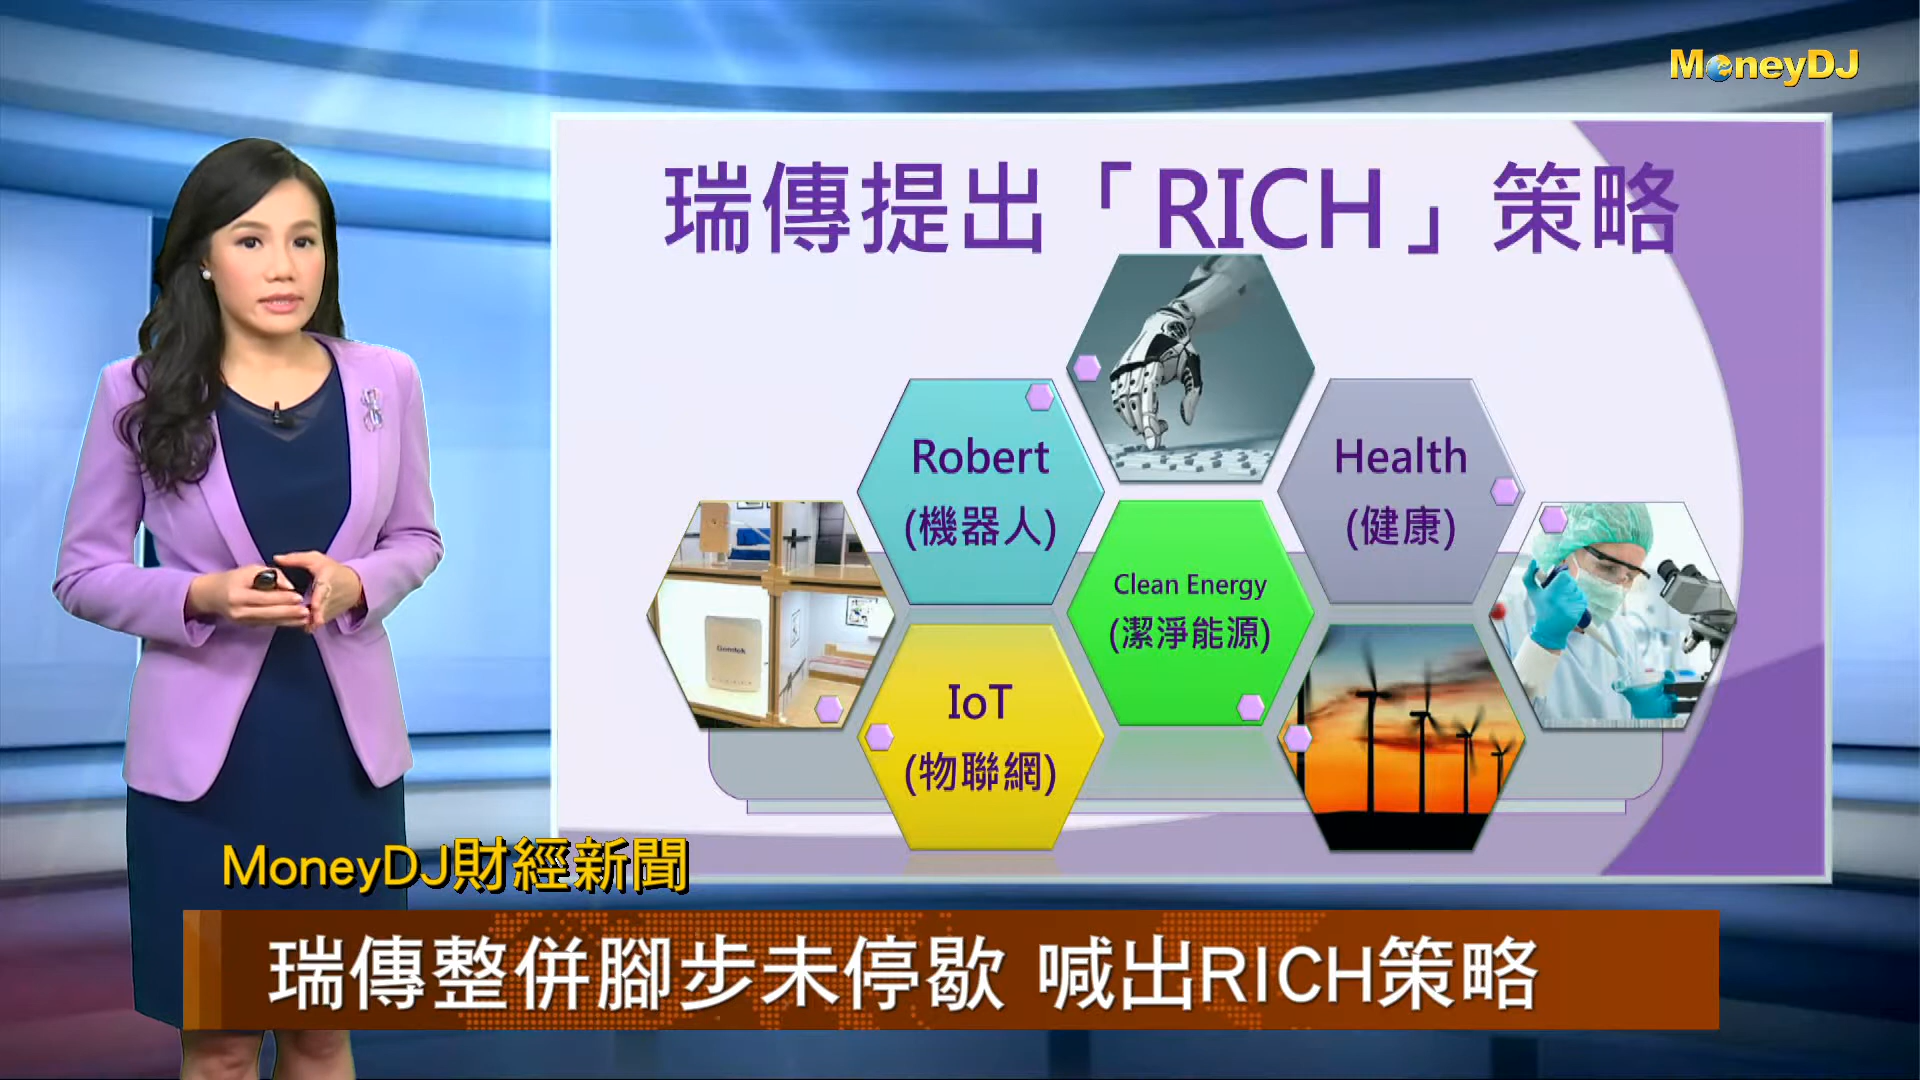 MoneyDJ
瑞傳提出「RICH」策略
Robert
(機器人)
Health
(健康)
Clean Energy
(潔淨能源)
IoT
(物聯網)
Gemtek
MoneyDJ財經新聞
瑞傳整併腳步未停歇 喊出RICH策略